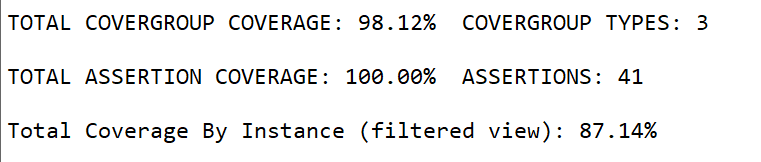 TOTAL COVERGROUP COVERAGE: 98.12%  COVERGROUP TYPES: 3
TOTAL ASSERTION COVERAGE: 100.00%  ASSERTIONS: 41
Total Coverage By Instance (filtered view): 87.14%